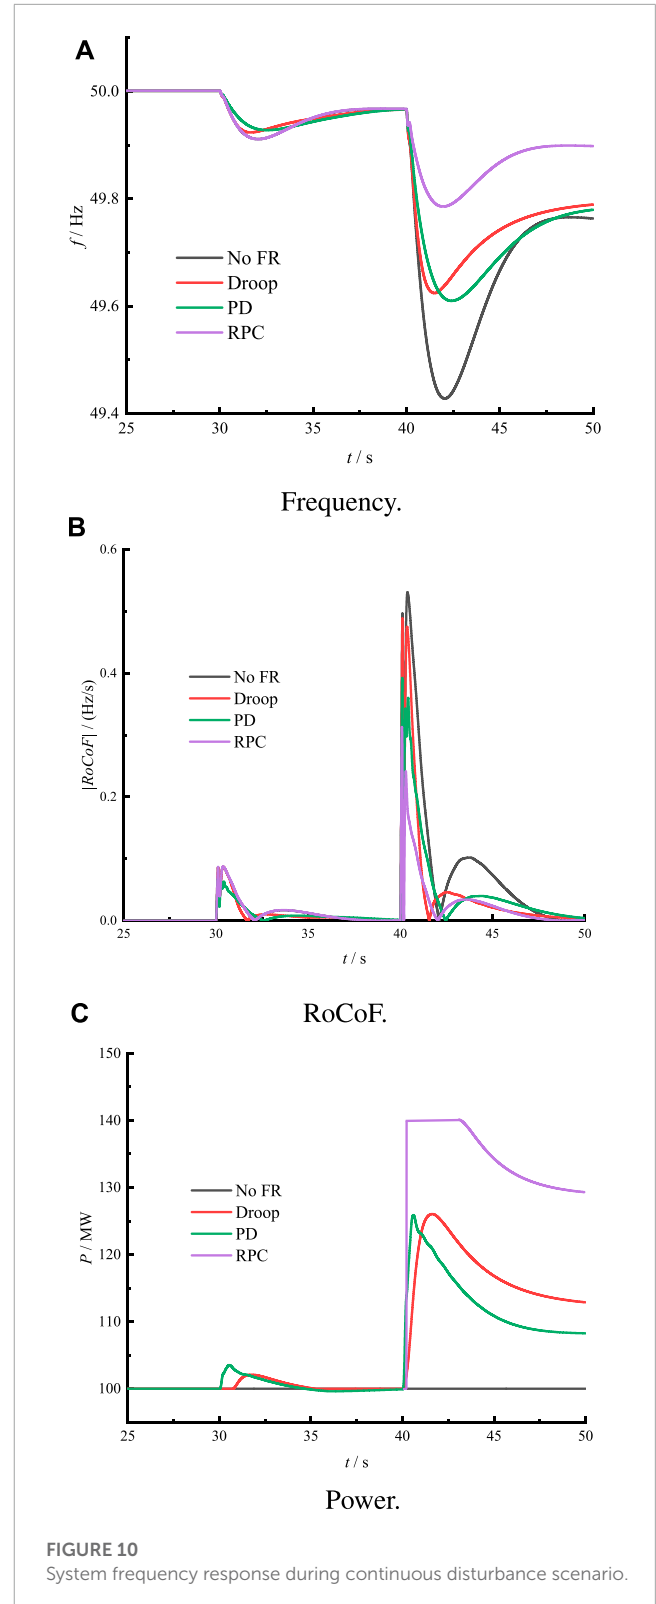 A
50.0
49.8
49.6
49.4
f / Hz
No FR
Droop
PD
RPC
25
30
35
40
45
50
t / s
Frequency.
B
0.6
0.4
0.2
0.0
|RoCoF| / (Hz/s)
No FR
Droop
PD
RPC
25
30
35
40
45
50
t / s
RoCoF.
C
150
140
130
120
110
100
P / MW
No FR
Droop
PD
RPC
25
30
35
40
45
50
t / s
Power.
FIGURE 10
System frequency response during continuous disturbance scenario.